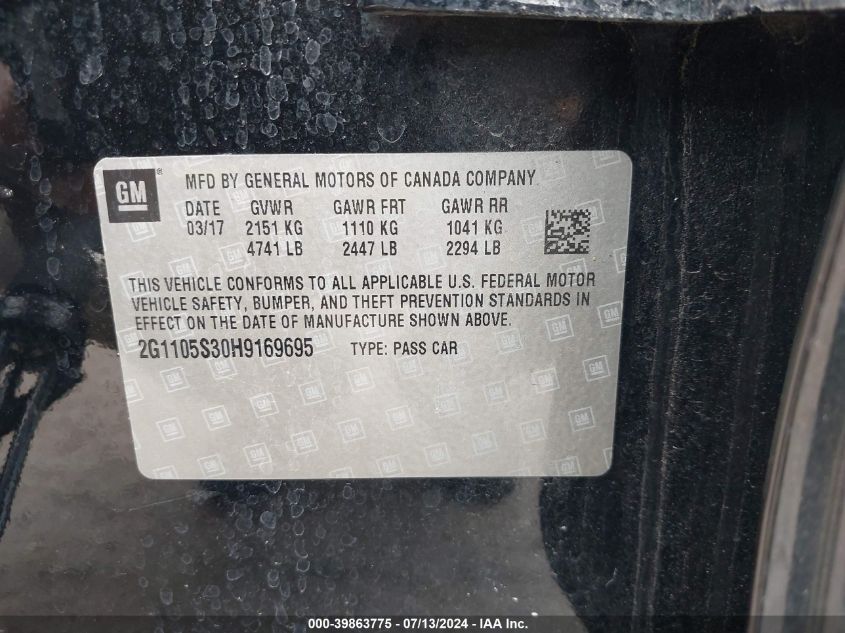 GM ® MFD BY GENERAL MOTORS OF CANADA COMPANY
DATE GVWR GAWR FRT GAWR RR
03/17 2151 KG 1110 KG 1041 KG
4741 LB 2447 LB 2294 LB
THIS VEHICLE CONFORMS TO ALL APPLICABLE U.S. FEDERAL MOTOR
VEHICLE SAFETY, BUMPER, AND THEFT PREVENTION STANDARDS IN
EFFECT ON THE DATE OF MANUFACTURE SHOWN ABOVE.
2G1105S30H9169695 TYPE: PASS CAR
000-39863775 - 07/13/2024 - IAA Inc.